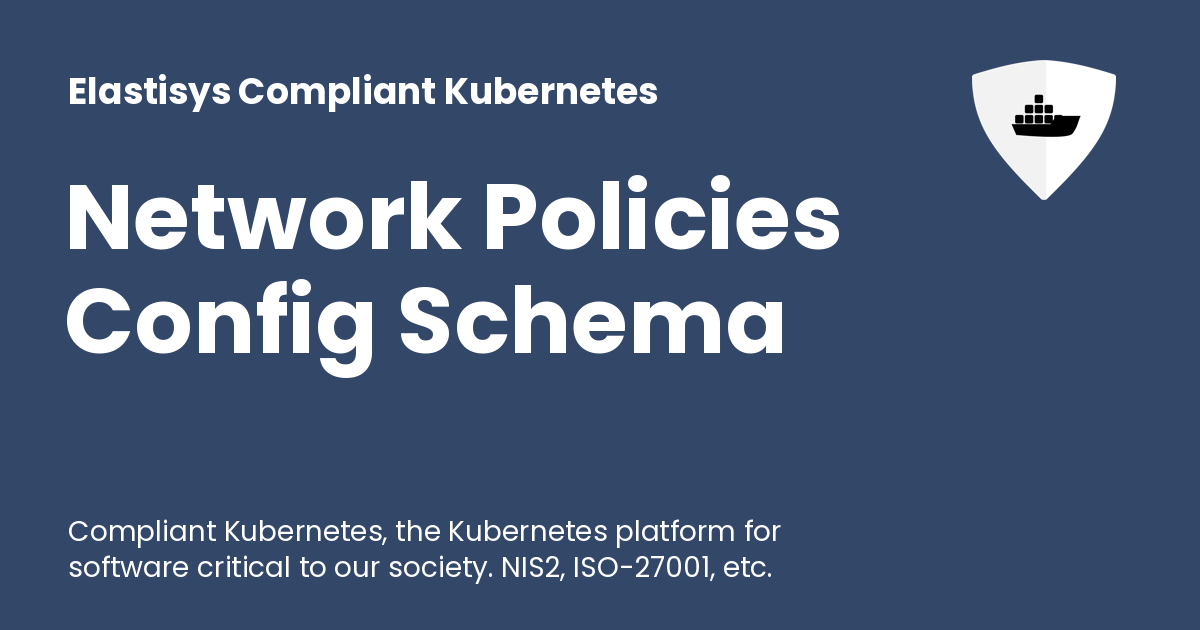 Elastisys Compliant Kubernetes
Network Policies
Config Schema
Compliant Kubernetes, the Kubernetes platform for
software critical to our society. NIS2, ISO-27001, etc.